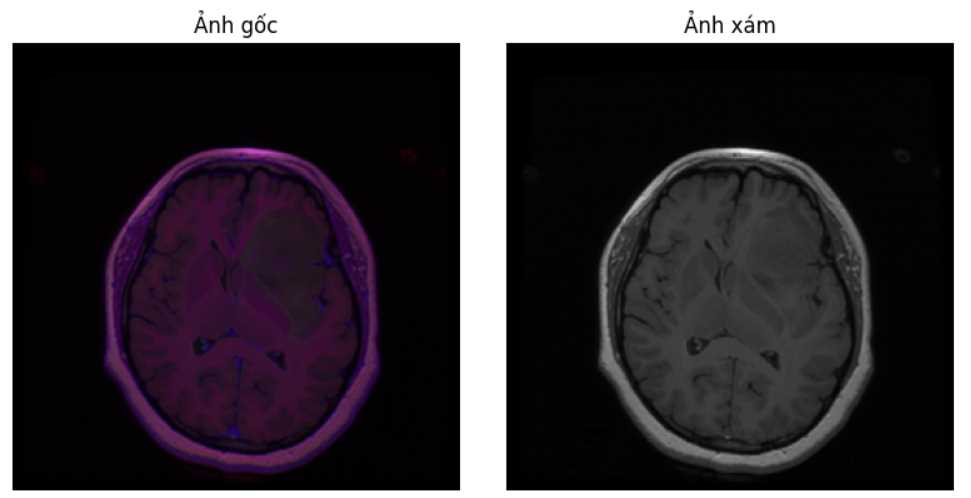 Ảnh gốc
Ảnh xám